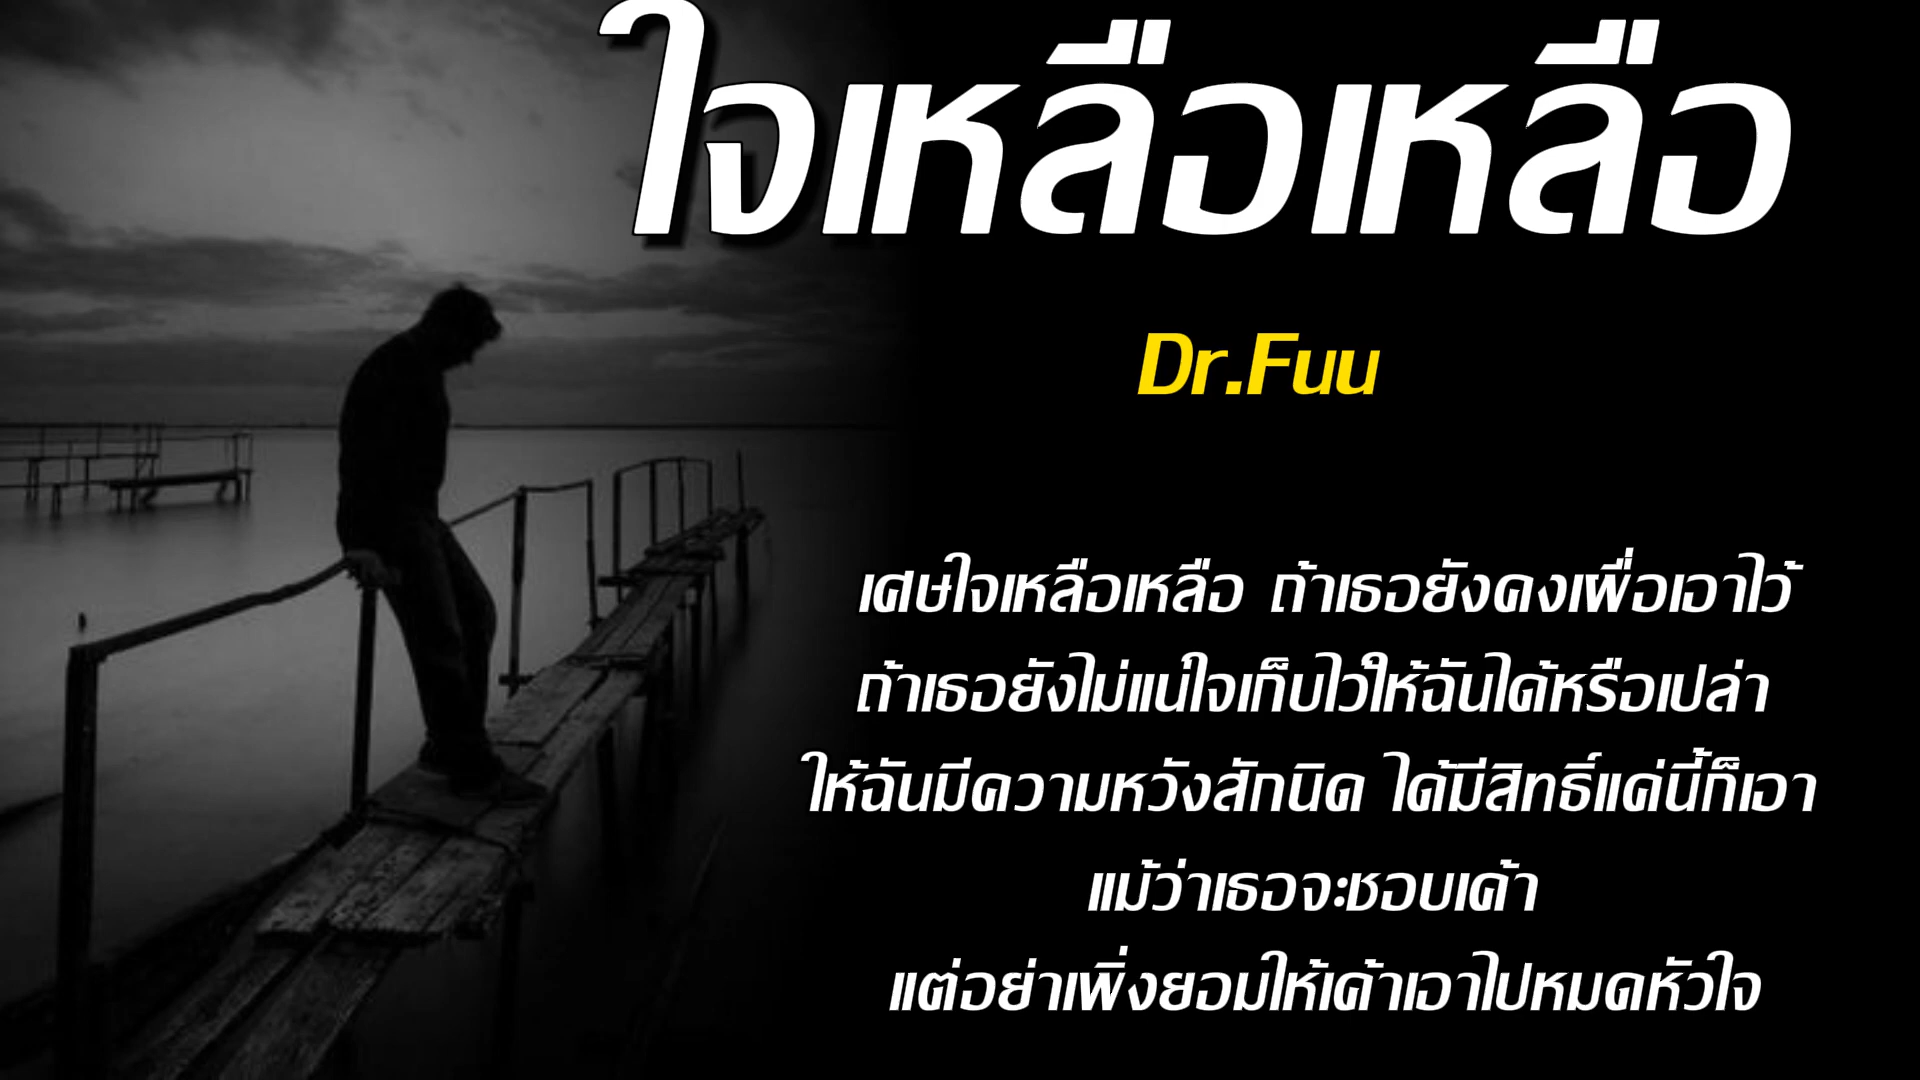 ใจเหลือเหลือ
Dr.Fuu
เศษใจเหลือเหลือ ถ้าเธอยังคงเผื่อเอาไว้
ถ้าเธอยังไม่แน่ใจเก็บไว้ให้ฉันได้หรือเปล่า
ให้ฉันมีความหวังสักนิด ได้มีสิทธิ์แค่นี้ก็เอา
แม้ว่าเธอจะชอบเค้า
แต่อย่าเพิ่งยอมให้เค้าเอาไปหมดหัวใจ